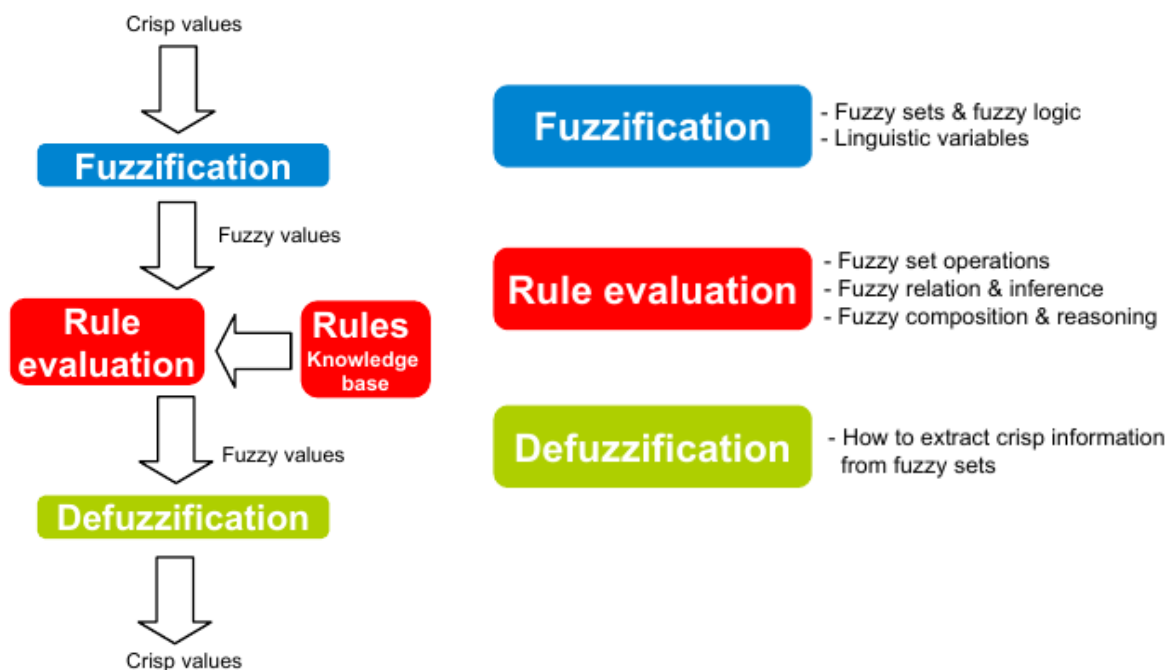 Crisp values
Fuzzification
Fuzzy values
Rule
evaluation
Rules
Knowledge
base
Fuzzy values
Defuzzification
Crisp values
Fuzzification
- Fuzzy sets & fuzzy logic
- Linguistic variables
Rule evaluation
- Fuzzy set operations
- Fuzzy relation & inference
- Fuzzy composition & reasoning
Defuzzification
- How to extract crisp information
from fuzzy sets